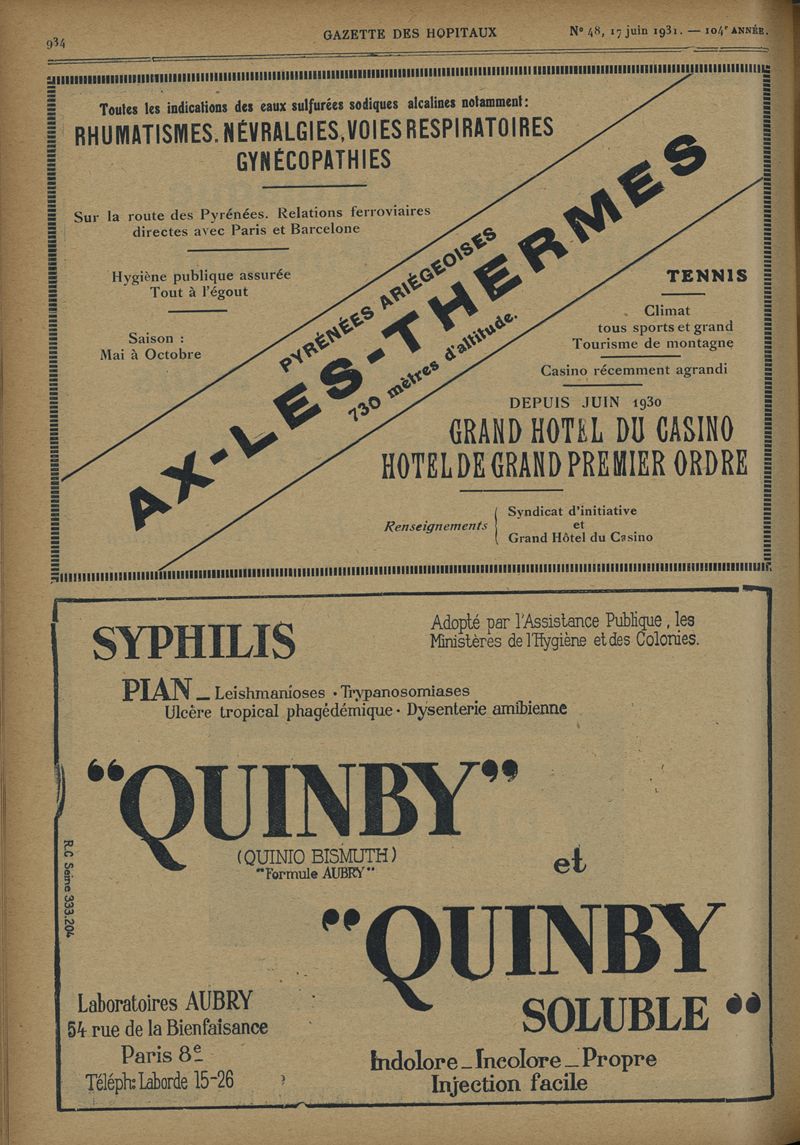 934
GAZETTE DES HOPITAUX
N° 48, 17 juin 1931. — 104e ANNÉE.
Toutes les indications des eaux sulfurées sodiques alcalines notamment :
RHUMATISMES. NÉVRALGIES, VOIES RESPIRATOIRES
GYNÉCOPATHIES
Sur la route des Pyrénées. Relations ferroviaires
directes avec Paris et Barcelone
Hygiène publique assurée
Tout à l'égout
Saison :
Mai à Octobre
PYRÉNÉES ARIÉGEOISES
AX-LES-THERMES
730 mètres d'altitude.
TENNIS
Climat
tous sports et grand
Tourisme de montagne
Casino récemment agrandi
DEPUIS JUIN 1930
GRAND HOTEL DU CASINO
HOTEL DE GRAND PREMIER ORDRE
Renseignements
Syndicat d'initiative
et
Grand Hôtel du Casino
SYPHILIS
Adopté par l'Assistance Publique, les
Ministères de l'Hygiène et des Colonies.
PIAN _ Leishmanioses · Trypanosomiases
Ulcère tropical phagédémique · Dysenterie amibienne
"QUINBY"
(QUINIO BISMUTH)
"Formule AUBRY"
et
"QUINBY
SOLUBLE "
R.C Seine 333.204
Laboratoires AUBRY
54 rue de la Bienfaisance
Paris 8e
Téléph: Laborde 15-26
Indolore _ Incolore _ Propre
Injection facile